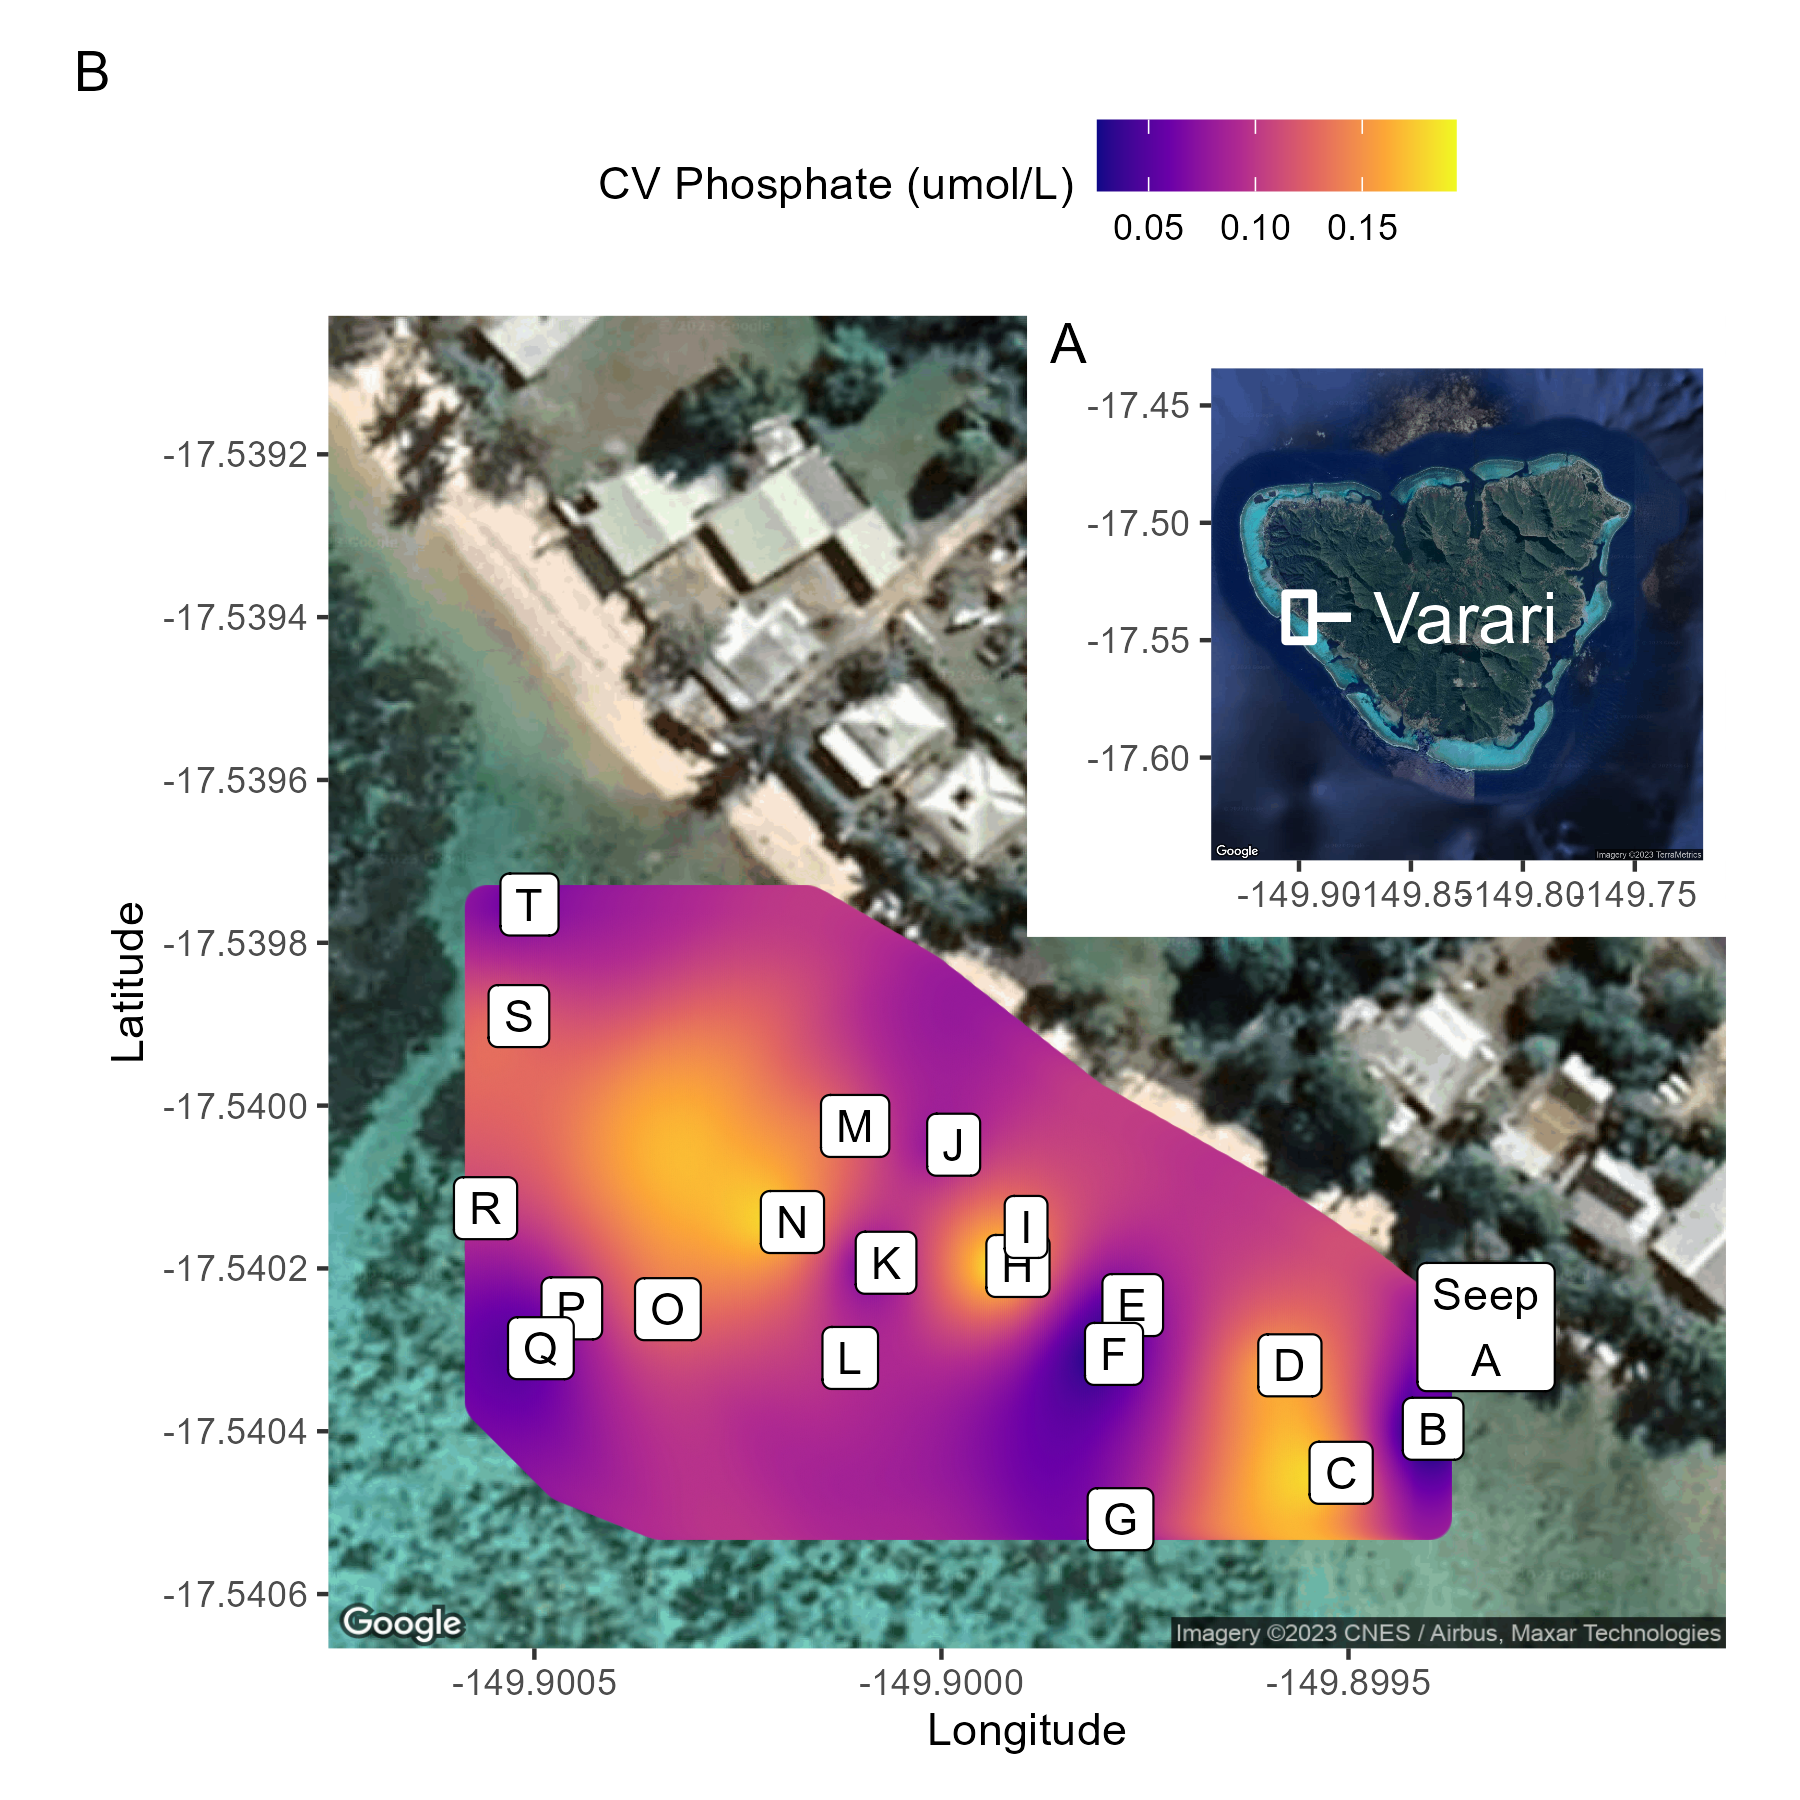 B
CV Phosphate (umol/L)
0.05 0.10 0.15
A
-17.45
-17.50
-17.55
-17.60
Varari
Google
Imagery ©2023 TerraMetrics
-149.90 -149.85 -149.80 -149.75
Latitude
-17.5392
-17.5394
-17.5396
-17.5398
-17.5400
-17.5402
-17.5404
-17.5406
T
S
M
J
R
N
I
K
H
P
O
E
Q
L
F
D
Seep
A
B
C
G
Google
Imagery ©2023 CNES / Airbus, Maxar Technologies
-149.9005 -149.9000 -149.8995
Longitude